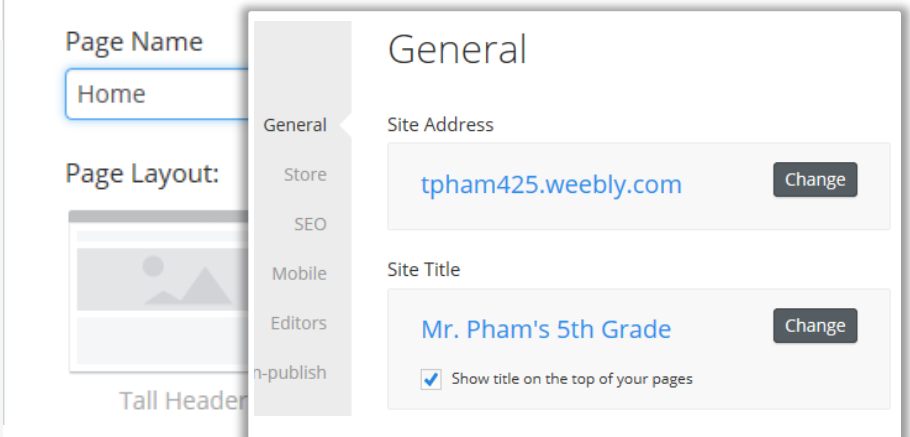 Page Name
Home
Page Layout:
Tall Header
General
Store
SEO
Mobile
Editors
n-publish
General
Site Address
tpham425.weebly.com
Change
Site Title
Mr. Pham's 5th Grade
Change
Show title on the top of your pages